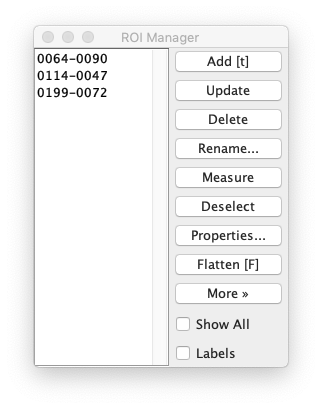 ROI Manager
0064-0090
0114-0047
0199-0072
Add [t]
Update
Delete
Rename...
Measure
Deselect
Properties...
Flatten [F]
More »
Show All
Labels